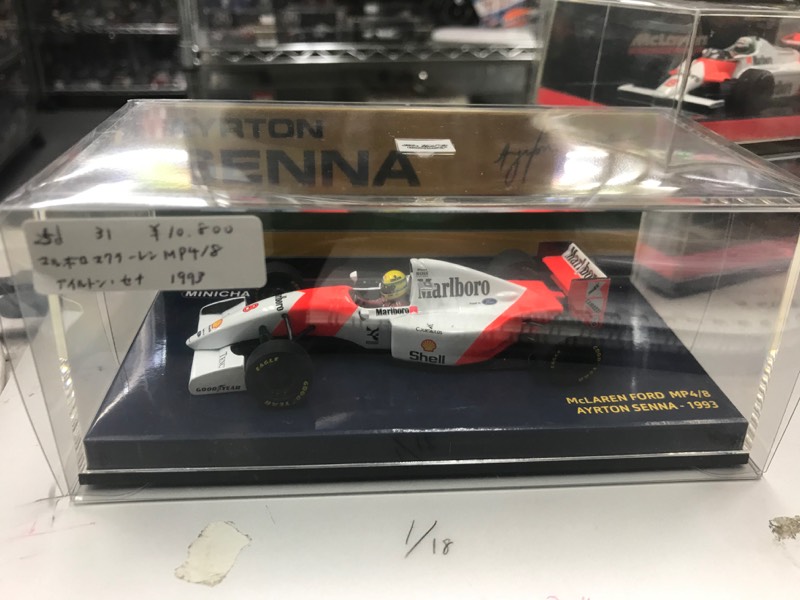 AYRTON
SENNA
31 ¥10.800
マルボロ マクラーレン MP4/8
アイルトン・セナ 1993
MINICHA
Marlboro
Marlboro
Shell
GOODYEAR
EAGLE
McLAREN FORD MP4/8
AYRTON SENNA - 1993
1/18
McLaren